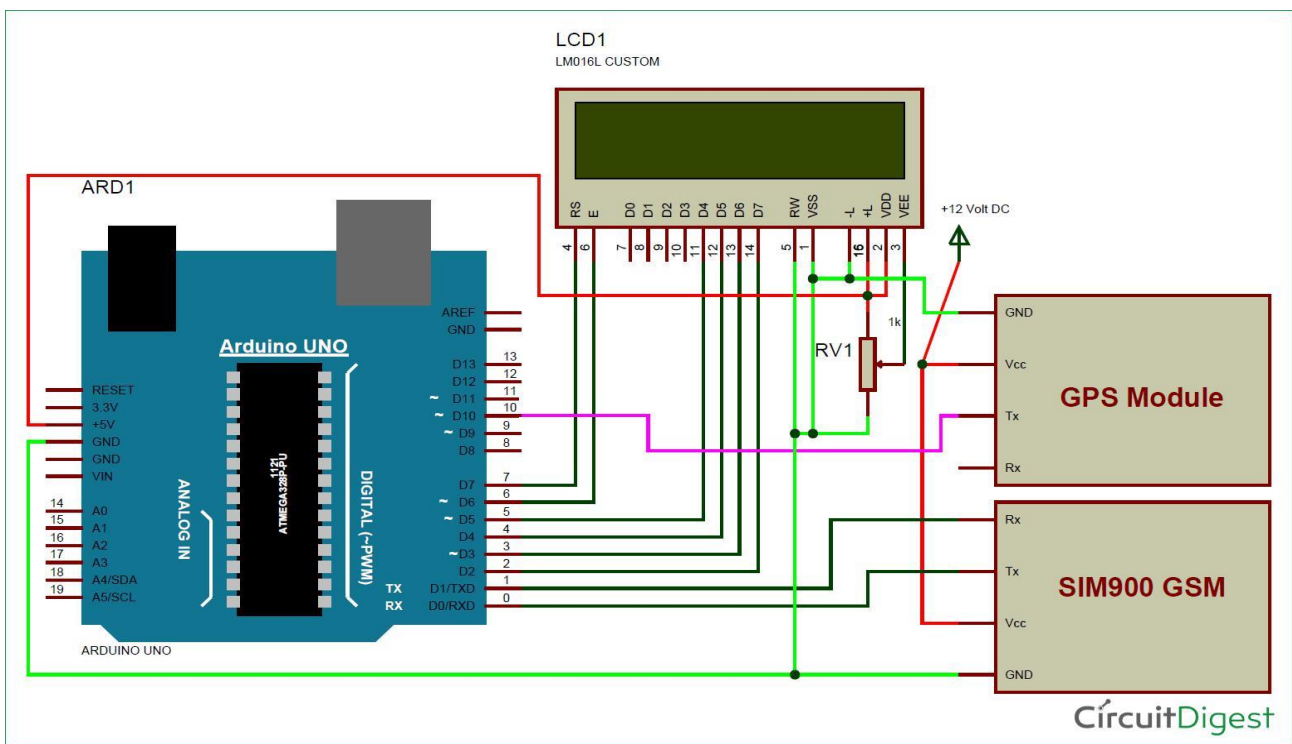 LCD1
LM016L CUSTOM
RS E D0 D1 D2 D3 D4 D5 D6 D7 RW VSS -L +L VDD VEE
4 6 7 8 9 10 11 12 13 14 5 1 2 3
+12 Volt DC
ARD1
1k
RV1
Arduino UNO
RESET
3.3V
+5V
GND
GND
VIN
14 A0
15 A1
16 A2
17 A3
18 A4/SDA
19 A5/SCL
ANALOG IN
1121
ATMEGA328P-PU
DIGITAL (~PWM)
AREF
GND
D13 13
D12 12
~ D11 11
~ D10 10
~ D9 9
D8 8
D7 7
~ D6 6
~ D5 5
D4 4
~D3 3
D2 2
TX D1/TXD 1
RX D0/RXD 0
ARDUINO UNO
GND
Vcc
Tx
Rx
GPS Module
Rx
Tx
Vcc
GND
SIM900 GSM
CircuitDigest